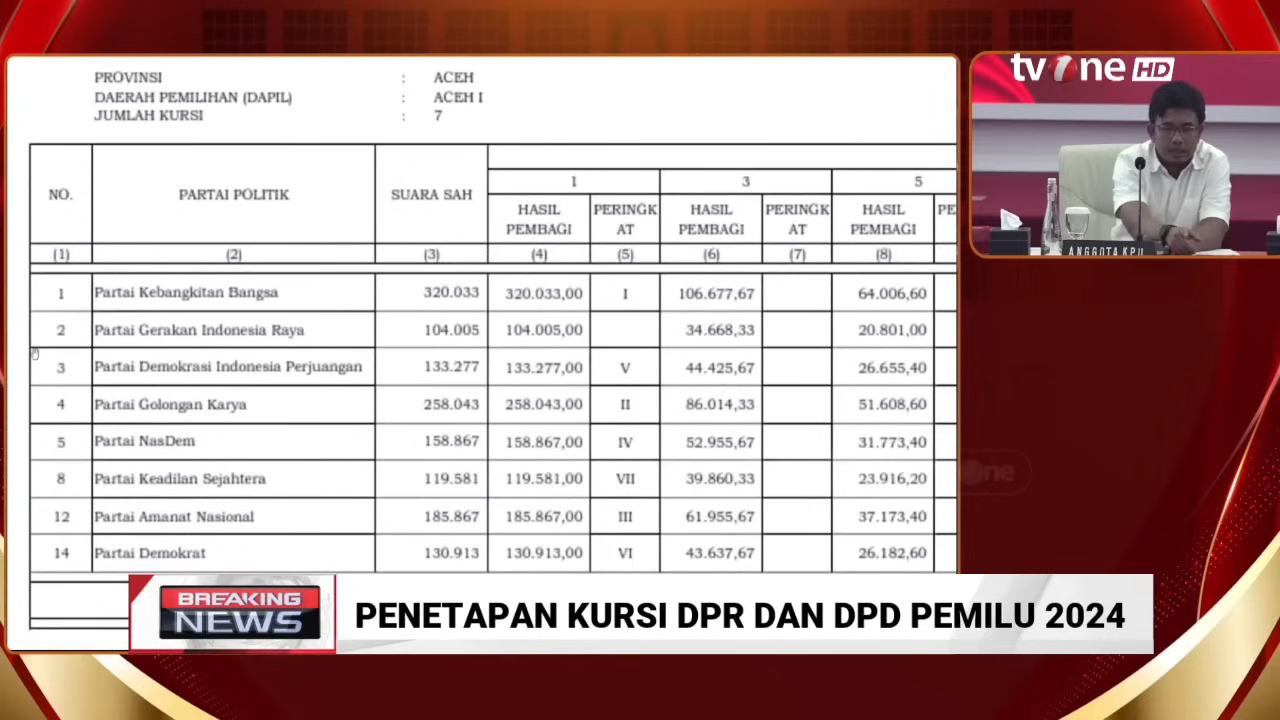 tvOne HD
PROVINSI : ACEH
DAERAH PEMILIHAN (DAPIL) : ACEH I
JUMLAH KURSI : 7
NO. PARTAI POLITIK SUARA SAH 1 3 5
HASIL PEMBAGI PERINGKAT HASIL PEMBAGI PERINGKAT HASIL PEMBAGI PE
(1) (2) (3) (4) (5) (6) (7) (8)
1 Partai Kebangkitan Bangsa 320.033 320.033,00 I 106.677,67 64.006,60
2 Partai Gerakan Indonesia Raya 104.005 104.005,00 34.668,33 20.801,00
3 Partai Demokrasi Indonesia Perjuangan 133.277 133.277,00 V 44.425,67 26.655,40
4 Partai Golongan Karya 258.043 258.043,00 II 86.014,33 51.608,60
5 Partai NasDem 158.867 158.867,00 IV 52.955,67 31.773,40
8 Partai Keadilan Sejahtera 119.581 119.581,00 VII 39.860,33 23.916,20
12 Partai Amanat Nasional 185.867 185.867,00 III 61.955,67 37.173,40
14 Partai Demokrat 130.913 130.913,00 VI 43.637,67 26.182,60
ANGGOTA KPU
BREAKING
NEWS
PENETAPAN KURSI DPR DAN DPD PEMILU 2024